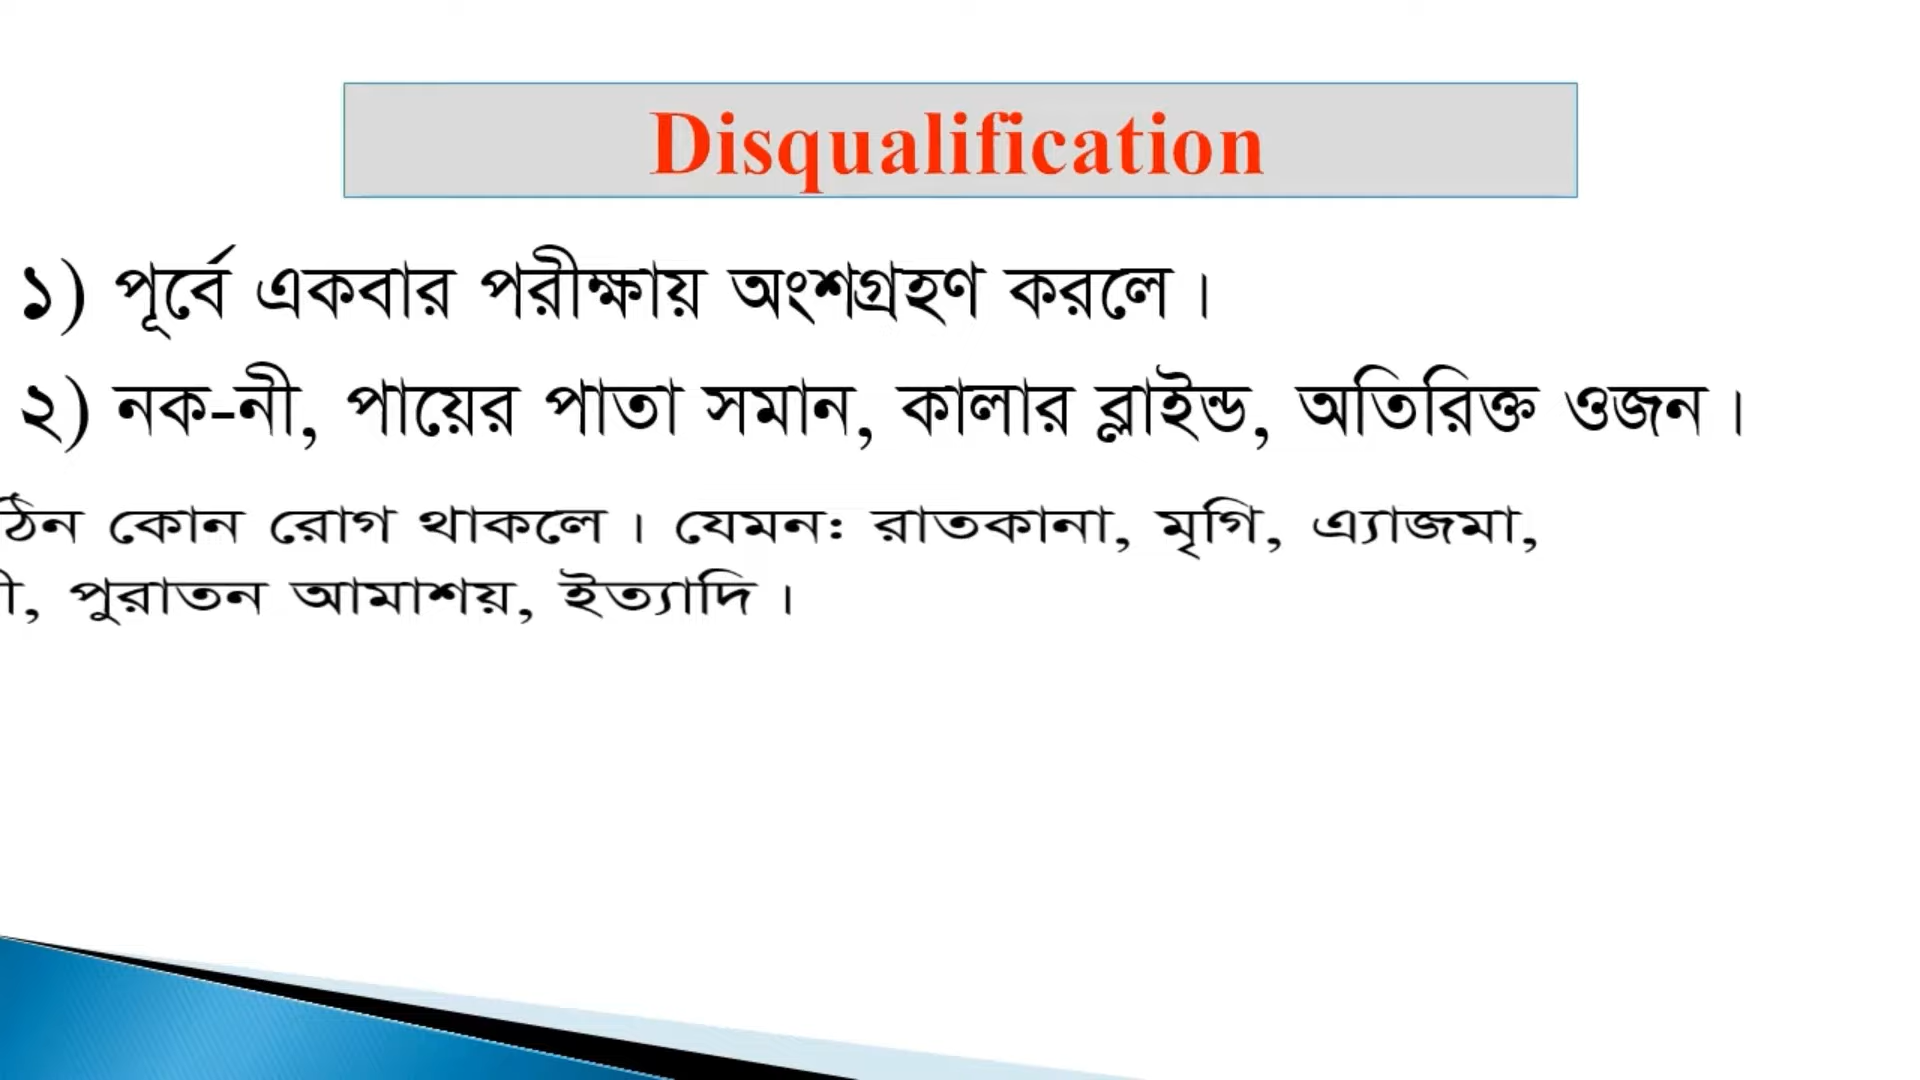 Disqualification
১) পূর্বে একবার পরীক্ষায় অংশগ্রহণ করলে।
২) নক-নী, পায়ের পাতা সমান, কালার ব্লাইন্ড, অতিরিক্ত ওজন।
কোন রোগ থাকলে। যেমনঃ রাতকানা, মৃগি, এ্যাজমা,
পুরাতন আমাশয়, ইত্যাদি।